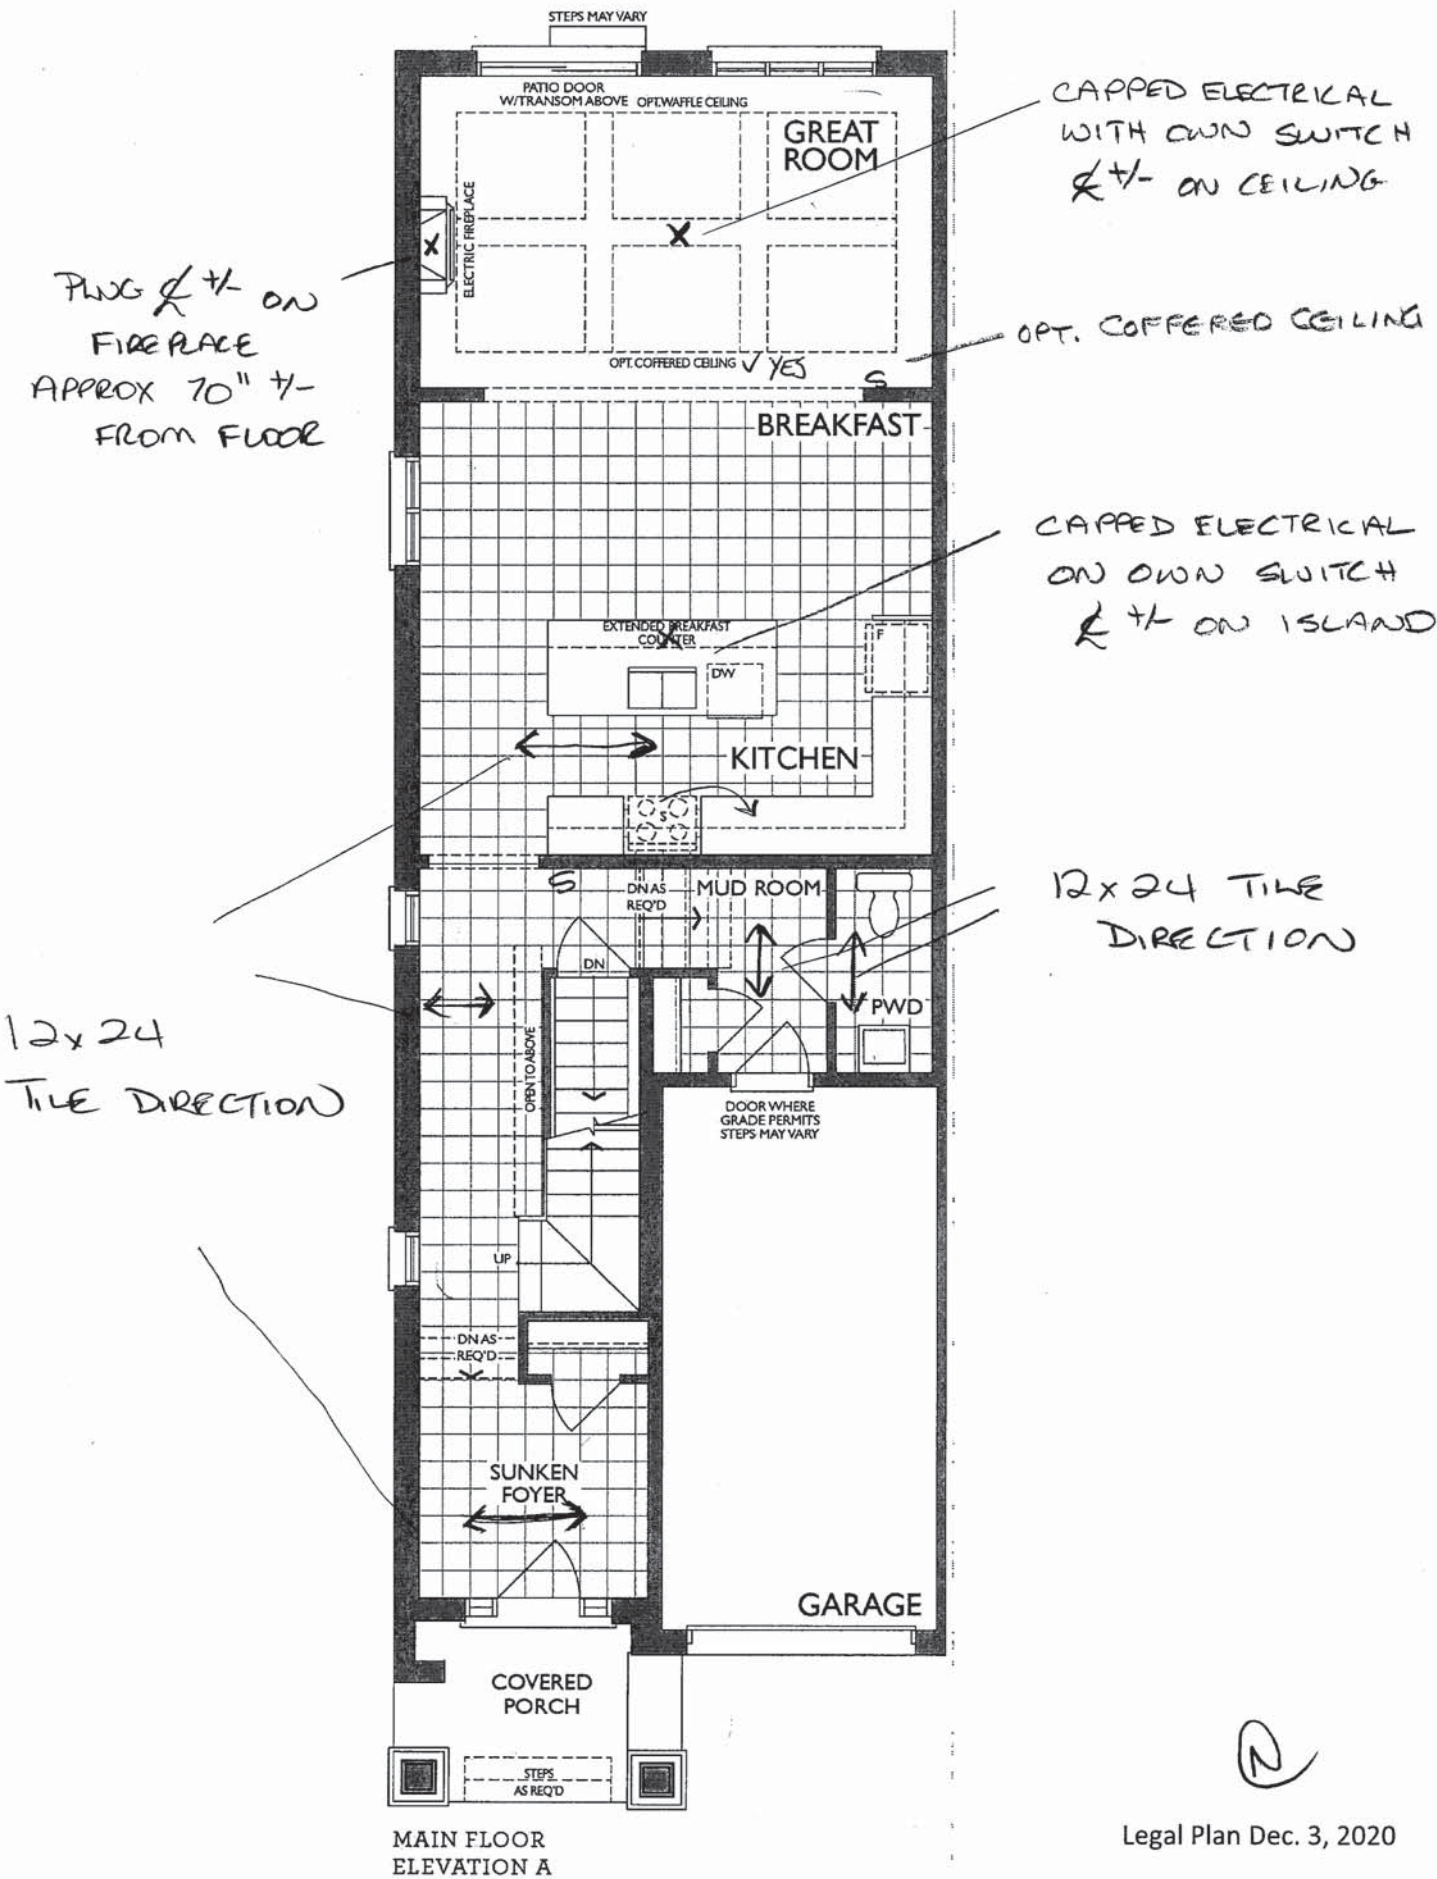 STEPS MAY VARY
PATIO DOOR
W/TRANSOM ABOVE OPT.WAFFLE CEILING
GREAT
ROOM
ELECTRIC FIREPLACE
CAPPED ELECTRICAL
WITH OWN SWITCH
℄ +/- ON CEILING
PLUG ℄ +/- ON
FIREPLACE
APPROX 70" +/-
FROM FLOOR
OPT. COFFERED CEILING
OPT. COFFERED CEILING ✓ YES
S
BREAKFAST
CAPPED ELECTRICAL
ON OWN SWITCH
℄ +/- ON ISLAND
EXTENDED BREAKFAST
COUNTER
F
DW
KITCHEN
S
S
DN AS
REQ'D
MUD ROOM
12x24 TILE
DIRECTION
DN
PWD
12x24
TILE DIRECTION
OPEN TO ABOVE
DOOR WHERE
GRADE PERMITS
STEPS MAY VARY
UP
DN AS
REQ'D
SUNKEN
FOYER
GARAGE
COVERED
PORCH
STEPS
AS REQ'D
MAIN FLOOR
ELEVATION A
N
Legal Plan Dec. 3, 2020